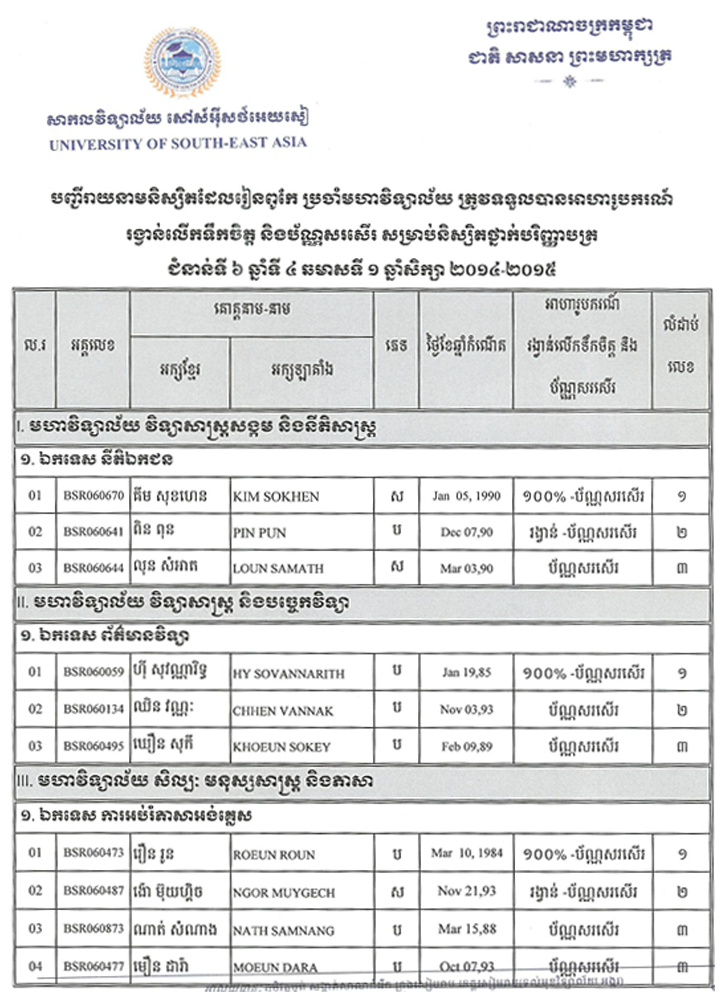 ព្រះរាជាណាចក្រកម្ពុជា
ជាតិ សាសនា ព្រះមហាក្សត្រ
សាកលវិទ្យាល័យ សៅស៍អ៊ីសថ៍អេយសៀ
UNIVERSITY OF SOUTH-EAST ASIA
បញ្ជីរាយនាមនិស្សិតដែលរៀនពូកែ ប្រចាំមហាវិទ្យាល័យ ត្រូវទទួលបានអាហារូបករណ៍
រង្វាន់លើកទឹកចិត្ត និងប័ណ្ណសរសើរ សម្រាប់និស្សិតថ្នាក់បរិញ្ញាបត្រ
ជំនាន់ទី ៦ ឆ្នាំទី ៤ ឆមាសទី ១ ឆ្នាំសិក្សា ២០១៤-២០១៥
ល.រ អត្តលេខ គោត្តនាម-នាម ភេទ ថ្ងៃខែឆ្នាំកំណើត អាហារូបករណ៍ រង្វាន់លើកទឹកចិត្ត និង ប័ណ្ណសរសើរ លំដាប់ លេខ
អក្សរខ្មែរ អក្សរឡាតាំង
I. មហាវិទ្យាល័យ វិទ្យាសាស្ត្រសង្គម និងនីតិសាស្ត្រ
១. ឯកទេស នីតិឯកជន
01 BSR060670 គីម សុខហេន KIM SOKHEN ស Jan 05, 1990 ១០០% -ប័ណ្ណសរសើរ ១
02 BSR060641 ពិន ពុន PIN PUN ប Dec 07,90 រង្វាន់ -ប័ណ្ណសរសើរ ២
03 BSR060644 លុន សំអាត LOUN SAMATH ស Mar 03,90 ប័ណ្ណសរសើរ ៣
II. មហាវិទ្យាល័យ វិទ្យាសាស្ត្រ និងបច្ចេកវិទ្យា
១. ឯកទេស ព័ត៌មានវិទ្យា
01 BSR060059 ហ៊ី សុវណ្ណារិទ្ធ HY SOVANNARITH ប Jan 19,85 ១០០% -ប័ណ្ណសរសើរ ១
02 BSR060134 ឈិន វណ្ណៈ CHHEN VANNAK ប Nov 03,93 ប័ណ្ណសរសើរ ២
03 BSR060495 ឃឿន សុគី KHOEUN SOKEY ប Feb 09,89 ប័ណ្ណសរសើរ ៣
III. មហាវិទ្យាល័យ សិល្បៈ មនុស្សសាស្ត្រ និងភាសា
១. ឯកទេស ការអប់រំភាសាអង់គ្លេស
01 BSR060473 រឿន រួន ROEUN ROUN ប Mar 10, 1984 ១០០% -ប័ណ្ណសរសើរ ១
02 BSR060487 ង៉ោ ម៉ុយហ្គិច NGOR MUYGECH ស Nov 21,93 រង្វាន់ -ប័ណ្ណសរសើរ ២
03 BSR060873 ណាត់ សំណាង NATH SAMNANG ប Mar 15,88 ប័ណ្ណសរសើរ ៣
04 BSR060477 មឿន ដារ៉ា MOEUN DARA ប Oct 07,93 ប័ណ្ណសរសើរ ៣